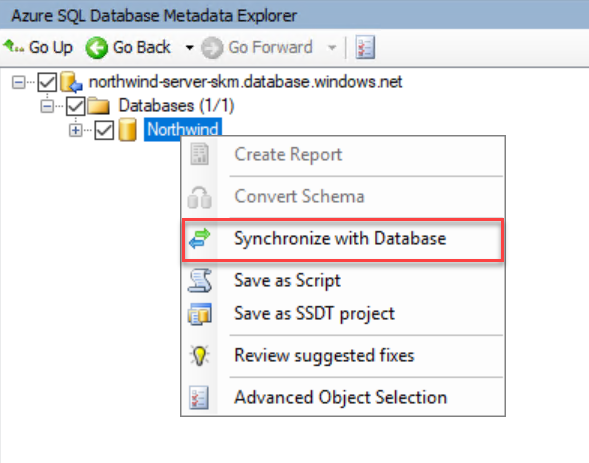 Azure SQL Database Metadata Explorer
Go Up Go Back Go Forward
northwind-server-skm.database.windows.net
Databases (1/1)
Northwind
Create Report
Convert Schema
Synchronize with Database
Save as Script
Save as SSDT project
Review suggested fixes
Advanced Object Selection